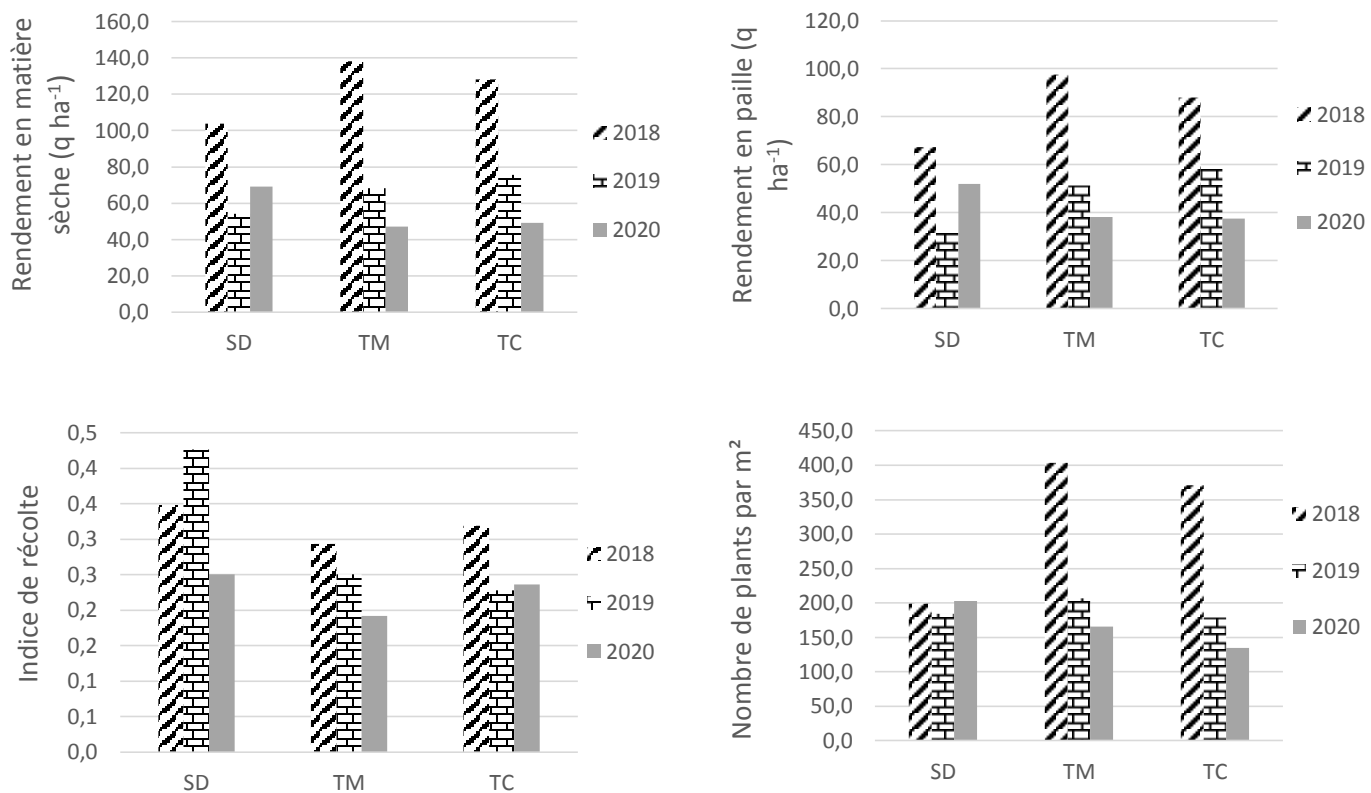 Rendement en matière
sèche (q ha⁻¹)
160,0
140,0
120,0
100,0
80,0
60,0
40,0
20,0
0,0
SD
TM
TC
2018
2019
2020
Rendement en paille (q
ha⁻¹)
120,0
100,0
80,0
60,0
40,0
20,0
0,0
SD
TM
TC
2018
2019
2020
Indice de récolte
0,5
0,4
0,4
0,3
0,3
0,2
0,2
0,1
0,1
0,0
SD
TM
TC
2018
2019
2020
Nombre de plants par m²
450,0
400,0
350,0
300,0
250,0
200,0
150,0
100,0
50,0
0,0
SD
TM
TC
2018
2019
2020